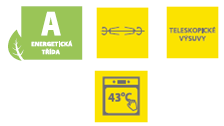 A
ENERGETICKÁ
TŘÍDA
TELESKOPICKÉ
VÝSUVY
43°C